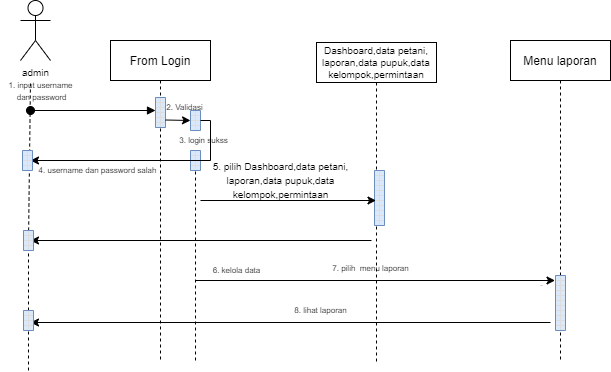 admin
1. input username
dan password
From Login
Dashboard,data petani,
laporan,data pupuk,data
kelompok,permintaan
Menu laporan
2. Validasi
3. login sukss
4. username dan password salah
5. pilih Dashboard,data petani,
laporan,data pupuk,data
kelompok,permintaan
6. kelola data
7. pilih menu laporan
8. lihat laporan